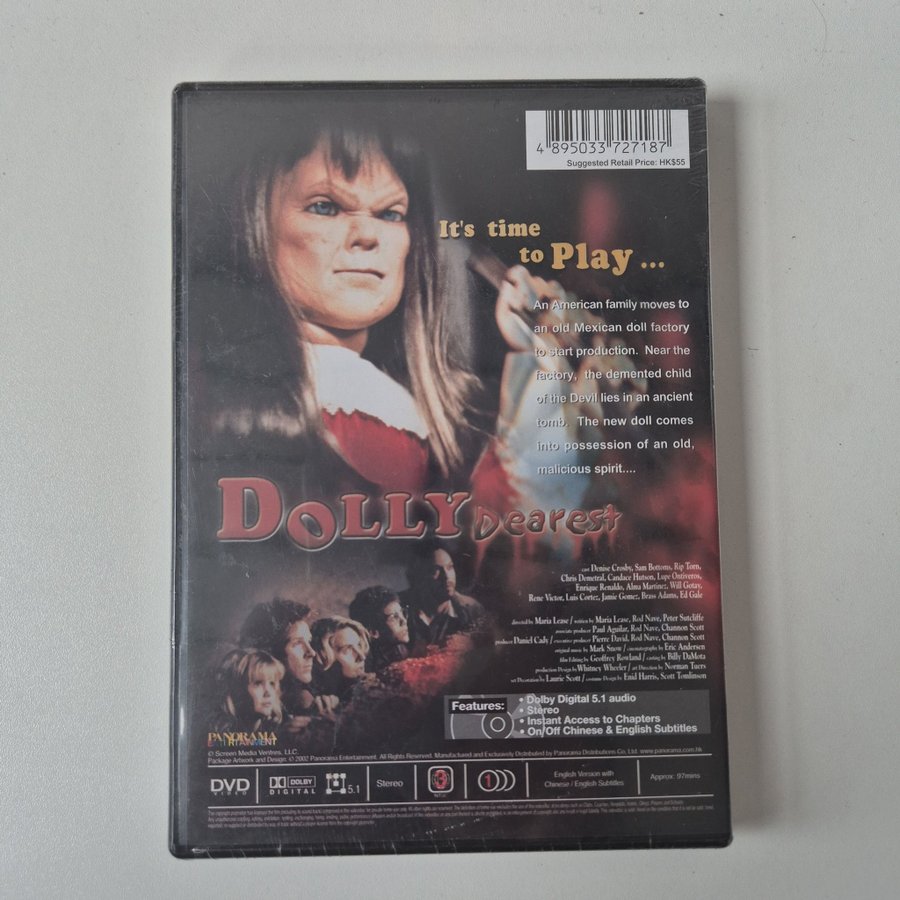 4 895033 727187
Suggested Retail Price: HK$55
It's time
to Play ...
An American family moves to
an old Mexican doll factory
to start production. Near the
factory, the demented child
of the Devil lies in an ancient
tomb. The new doll comes
into possession of an old,
malicious spirit....
DOLLY Dearest
cast Denise Crosby, Sam Bottoms, Rip Torn,
Chris Demetral, Candace Hutson, Lupe Ontiveros,
Enrique Renaldo, Alma Martinez, Will Gotay,
Rene Victor, Luis Cortez, Jamie Gomez, Brass Adams, Ed Gale
directed by Maria Lease / written by Maria Lease, Rod Nave, Peter Sutcliffe
associate producer Paul Aguilar, Rod Nave, Channon Scott
producer Daniel Cady / executive producer Pierre David, Rod Nave, Channon Scott
original music by Mark Snow / cinematography by Eric Andersen
film Editing by Geoffrey Rowland / casting by Billy DaMota
production Design by Whitney Wheeler / art Direction by Norman Tuers
set Decoration by Laurie Scott / costume Design by Enid Harris, Scott Tomlinson
Features:
• Dolby Digital 5.1 audio
• Stereo
• Instant Access to Chapters
• On/Off Chinese & English Subtitles
PANORAMA
ENTERTAINMENT
© Screen Media Ventres, LLC.
Package Artwork and Design. © 2002 Panorama Entertainment. All Rights Reserved. Manufactured and Exclusively Distributed by Panorama Distributions Co. Ltd. www.panorama.com.hk
DVD VIDEO
DOLBY DIGITAL
5.1
Stereo
3
1
English Version with
Chinese / English Subtitles
Approx. 97mins